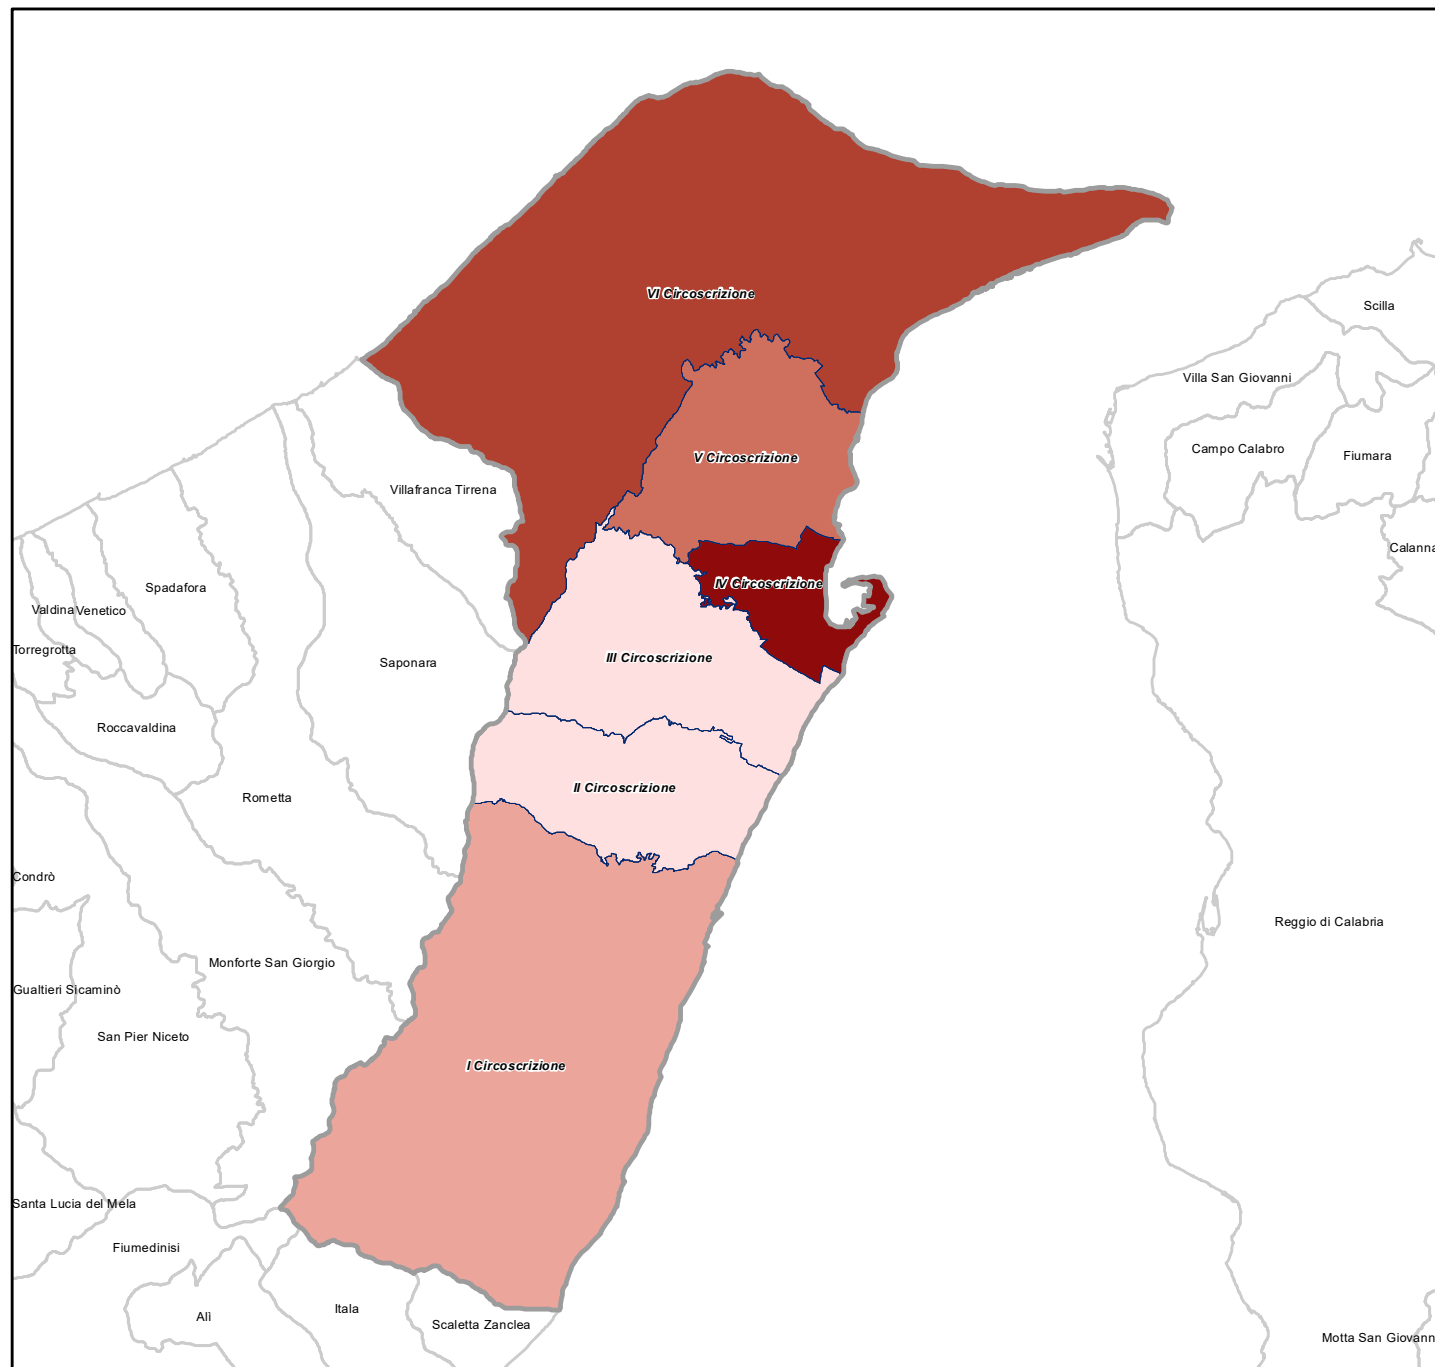 VI Circoscrizione
Scilla
Villa San Giovanni
V Circoscrizione
Campo Calabro
Fiumara
Villafranca Tirrena
Calanna
IV Circoscrizione
Spadafora
Valdina
Venetico
Torregrotta
III Circoscrizione
Saponara
Roccavaldina
II Circoscrizione
Rometta
Condrò
Reggio di Calabria
Monforte San Giorgio
Gualtieri Sicaminò
San Pier Niceto
I Circoscrizione
Santa Lucia del Mela
Fiumedinisi
Itala
Alì
Scaletta Zanclea
Motta San Giovann